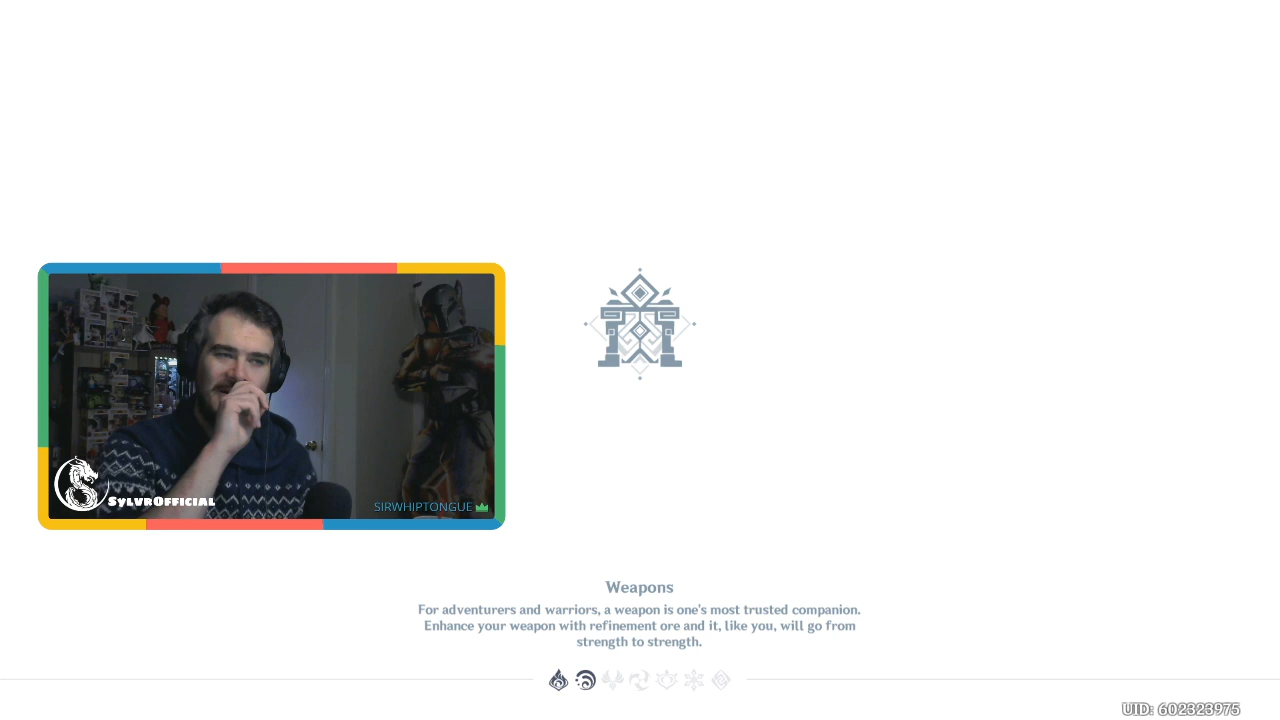 SylvrOfficial
SIRWHIPTONGUE
Weapons
For adventurers and warriors, a weapon is one's most trusted companion.
Enhance your weapon with refinement ore and it, like you, will go from
strength to strength.
UID: 602323975